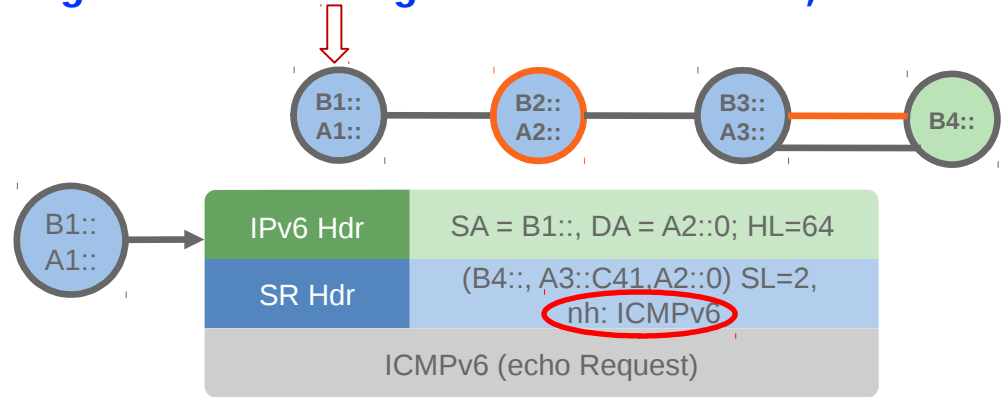 B1::
A1::
B2::
A2::
B3::
A3::
B4::
B1::
A1::
IPv6 Hdr
SA = B1::, DA = A2::0; HL=64
SR Hdr
(B4::, A3::C41,A2::0) SL=2,
nh: ICMPv6
ICMPv6 (echo Request)